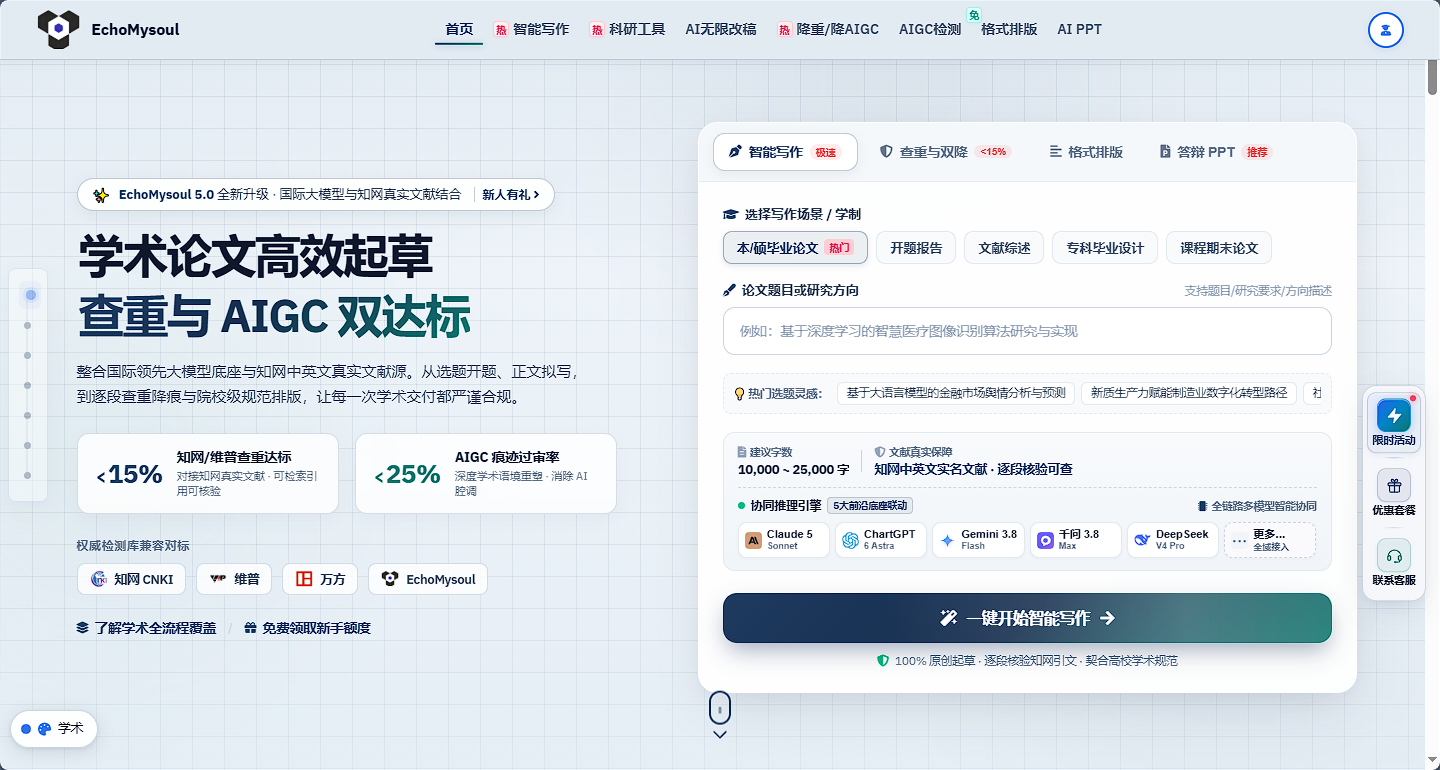 EchoMysoul
首页
热 智能写作
热 科研工具
AI无限改稿
热 降重/降AIGC
AIGC检测
免
格式排版
AI PPT
EchoMysoul 5.0 全新升级 · 国际大模型与知网真实文献结合
新人有礼
学术论文高效起草
查重与 AIGC 双达标
整合国际领先大模型底座与知网中英文真实文献源。从选题开题、正文拟写，
到逐段查重降痕与院校级规范排版，让每一次学术交付都严谨合规。
<15%
知网/维普查重达标
对接知网真实文献 · 可检索引
用可核验
<25%
AIGC 痕迹过审率
深度学术语境重塑 · 消除 AI
腔调
权威检测库兼容对标
知网 CNKI
维普
万方
EchoMysoul
了解学术全流程覆盖
/
免费领取新手额度
学术
智能写作 极速
查重与双降 <15%
格式排版
答辩 PPT 推荐
选择写作场景 / 学制
本/硕毕业论文 热门
开题报告
文献综述
专科毕业设计
课程期末论文
论文题目或研究方向
支持题目/研究要求/方向描述
例如：基于深度学习的智慧医疗图像识别算法研究与实现
热门选题灵感：
基于大语言模型的金融市场舆情分析与预测
新质生产力赋能制造业数字化转型路径
社
建议字数
10,000 ~ 25,000 字
文献真实保障
知网中英文实名文献 · 逐段核验可查
协同推理引擎 5大前沿底座联动
全链路多模型智能协同
Claude 5
Sonnet
ChartGPT
6 Astra
Gemini 3.8
Flash
千问 3.8
Max
DeepSeek
V4 Pro
更多...
全域接入
一键开始智能写作
100% 原创起草 · 逐段核验知网引文 · 契合高校学术规范
限时活动
优惠套餐
联系客服